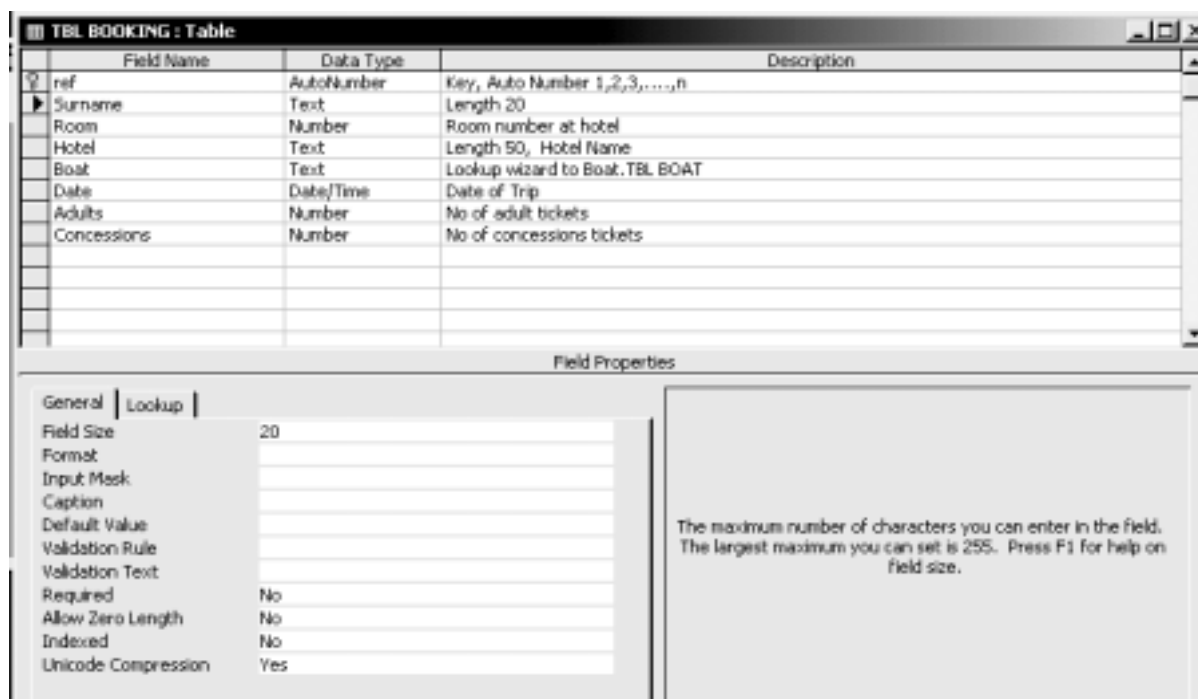 TBL BOOKING : Table
Field Name Data Type Description
ref AutoNumber Key, Auto Number 1,2,3,.....,n
Surname Text Length 20
Room Number Room number at hotel
Hotel Text Length 50, Hotel Name
Boat Text Lookup wizard to Boat.TBL BOAT
Date Date/Time Date of Trip
Adults Number No of adult tickets
Concessions Number No of concessions tickets
Field Properties
General Lookup
Field Size 20
Format
Input Mask
Caption
Default Value
Validation Rule
Validation Text
Required No
Allow Zero Length No
Indexed No
Unicode Compression Yes
The maximum number of characters you can enter in the field.
The largest maximum you can set is 255. Press F1 for help on
field size.